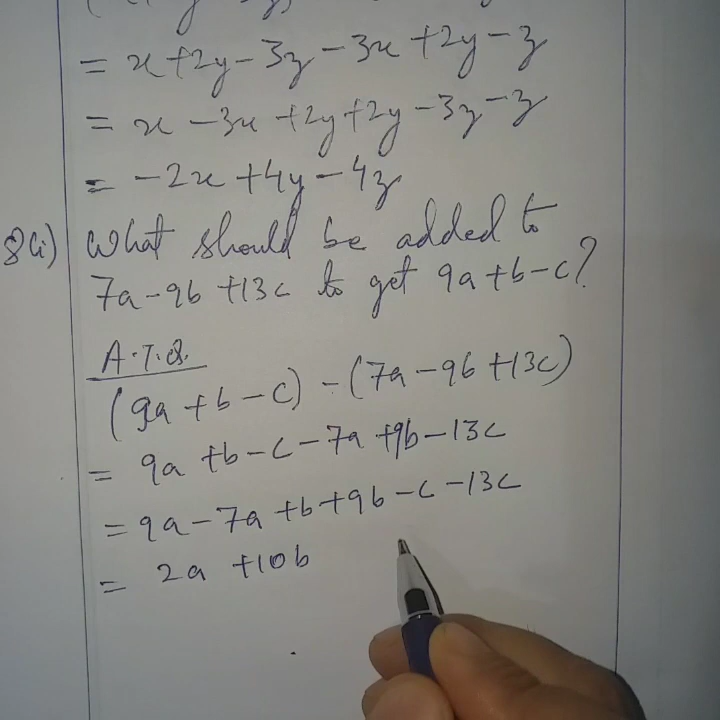 = x+2y-3z-3x+2y-z
= x-3x+2y+2y-3z-z
= -2x+4y-4z
8(i) What should be added to
7a-9b+13c to get 9a+b-c?
A.T.Q.
(9a+b-c)-(7a-9b+13c)
= 9a+b-c-7a+9b-13c
= 9a-7a+b+9b-c-13c
= 2a+10b